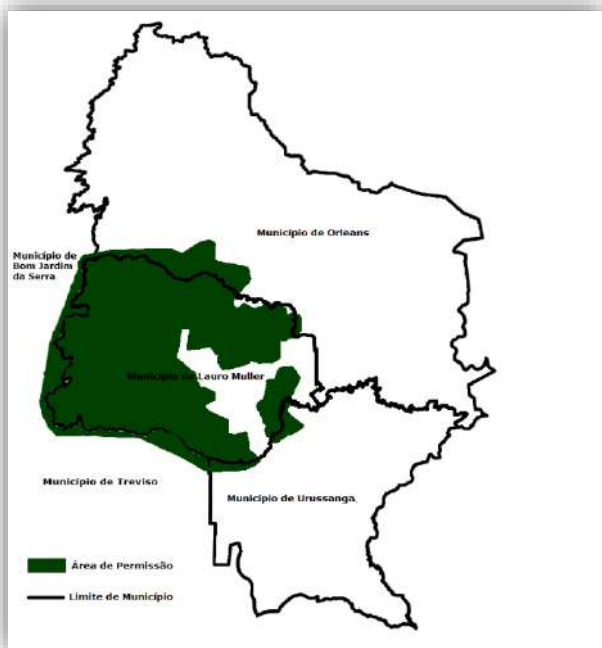 Município de Orleans
Município de
Bom Jardim
da Serra
Município de Lauro Muller
Município de Treviso
Município de Urussanga
Área de Permissão
Limite de Município